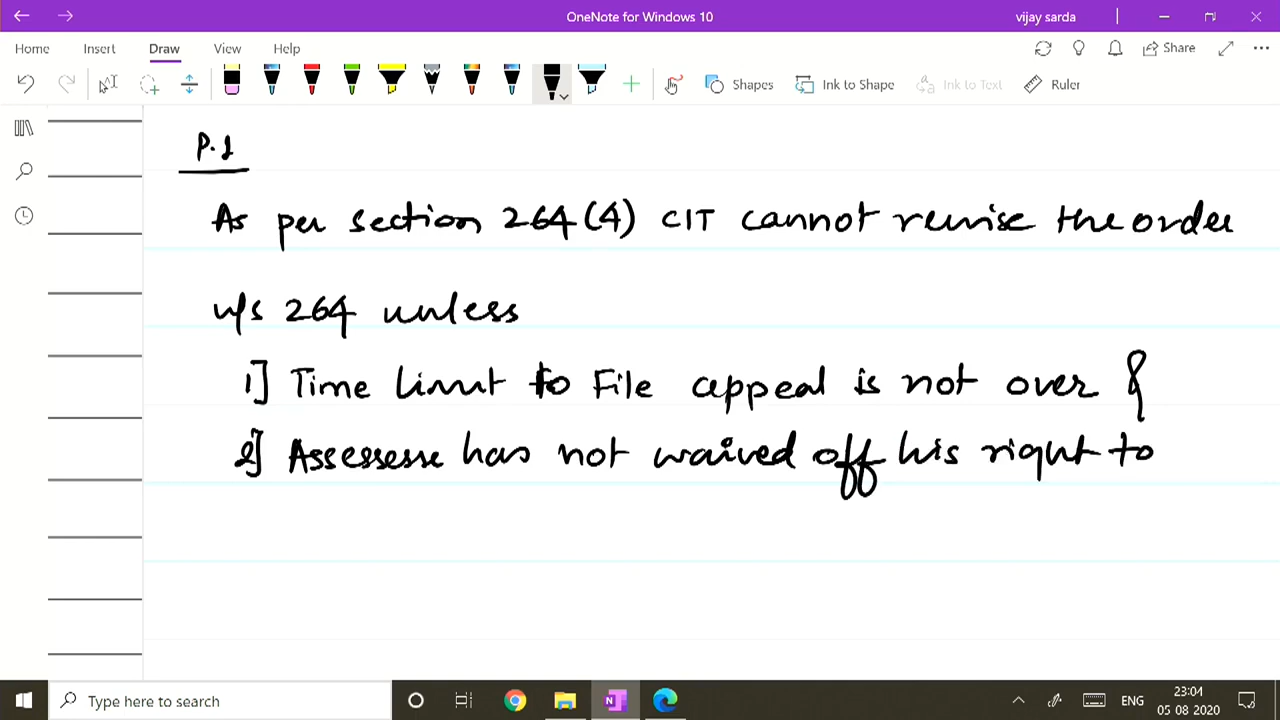 OneNote for Windows 10
vijay sarda
Home Insert Draw View Help
Share
Shapes Ink to Shape Ink to Text Ruler
P.1
As per section 264(4) CIT cannot revise the order
u/s 264 unless
1] Time limit to File appeal is not over &
2] Assessesse has not waived off his right to
Type here to search
ENG
23:04
05-08-2020